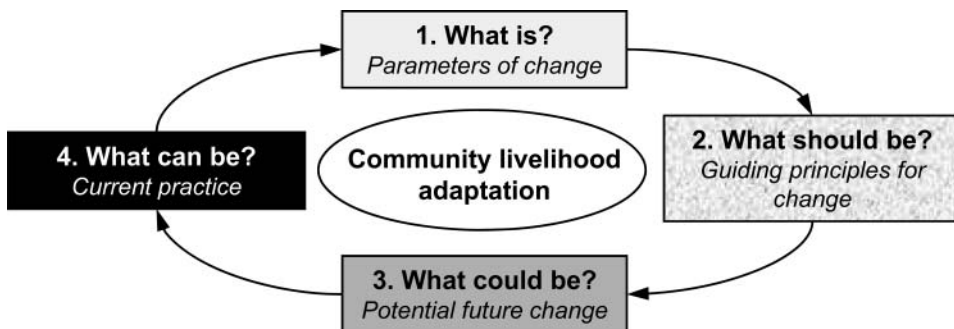 1. What is?
Parameters of change
2. What should be?
Guiding principles for
change
3. What could be?
Potential future change
4. What can be?
Current practice
Community livelihood
adaptation